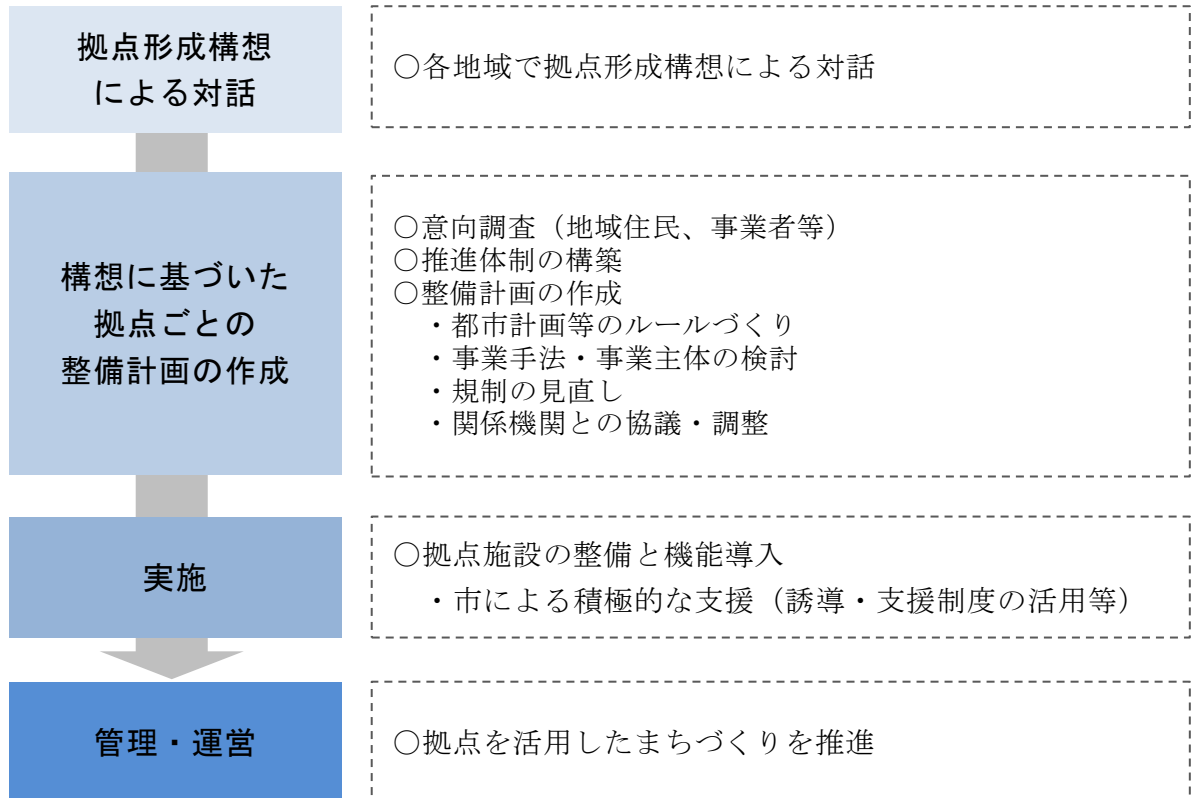 拠点形成構想
による対話
○各地域で拠点形成構想による対話
構想に基づいた
拠点ごとの
整備計画の作成
○意向調査（地域住民、事業者等）
○推進体制の構築
○整備計画の作成
・都市計画等のルールづくり
・事業手法・事業主体の検討
・規制の見直し
・関係機関との協議・調整
実施
○拠点施設の整備と機能導入
・市による積極的な支援（誘導・支援制度の活用等）
管理・運営
○拠点を活用したまちづくりを推進